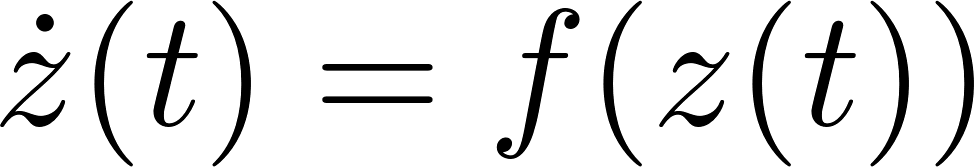 ż(t) = f(z(t))